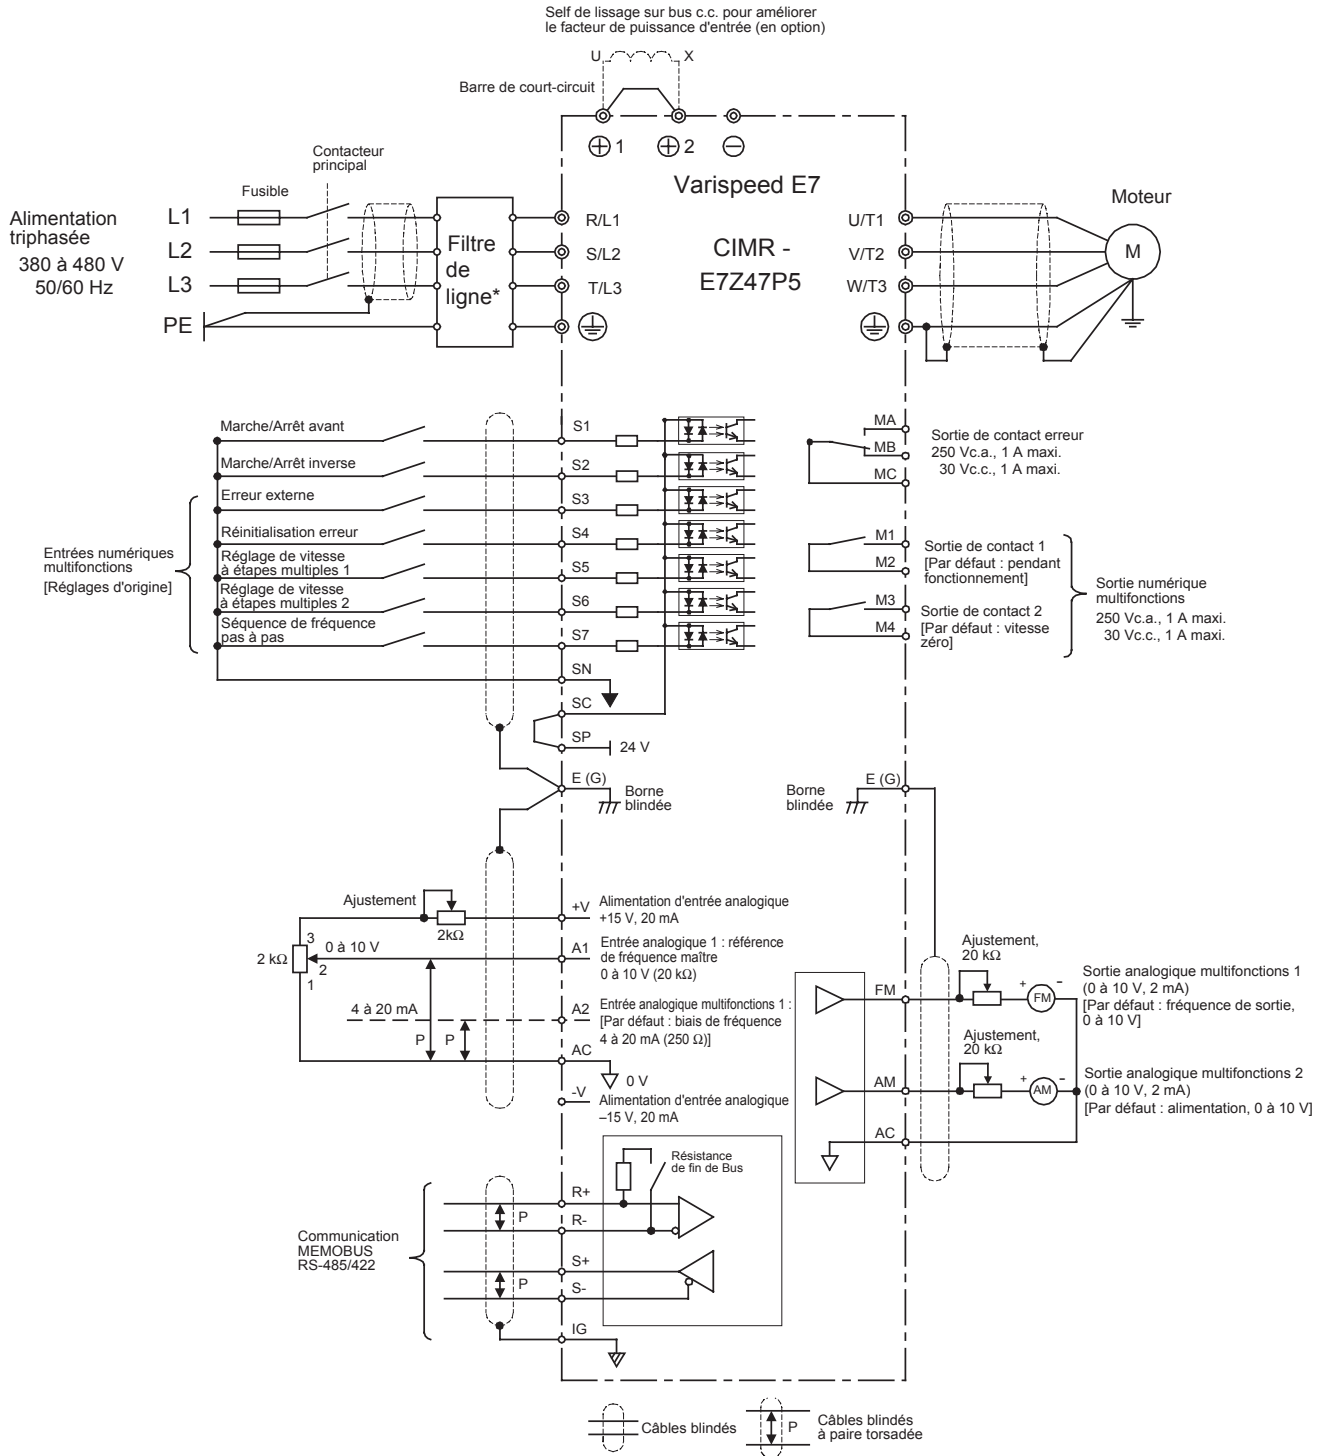 Self de lissage sur bus c.c. pour améliorer
le facteur de puissance d'entrée (en option)
U X
Barre de court-circuit
+ 1 + 2 −
Varispeed E7
CIMR -
E7Z47P5
Contacteur
principal
Fusible
Alimentation
triphasée
380 à 480 V
50/60 Hz
L1
L2
L3
PE
Filtre
de
ligne*
R/L1
S/L2
T/L3
U/T1
V/T2
W/T3
Moteur
M
Marche/Arrêt avant
Marche/Arrêt inverse
Erreur externe
Réinitialisation erreur
Réglage de vitesse
à étapes multiples 1
Réglage de vitesse
à étapes multiples 2
Séquence de fréquence
pas à pas
Entrées numériques
multifonctions
[Réglages d'origine]
S1
S2
S3
S4
S5
S6
S7
SN
SC
SP
24 V
E (G)
Borne
blindée
MA
MB
MC
Sortie de contact erreur
250 Vc.a., 1 A maxi.
30 Vc.c., 1 A maxi.
M1
M2
Sortie de contact 1
[Par défaut : pendant
fonctionnement]
M3
M4
Sortie de contact 2
[Par défaut : vitesse
zéro]
Sortie numérique
multifonctions
250 Vc.a., 1 A maxi.
30 Vc.c., 1 A maxi.
Borne
blindée
E (G)
Ajustement
2kΩ
2 kΩ
3
2
1
0 à 10 V
4 à 20 mA
P
P
+V
Alimentation d'entrée analogique
+15 V, 20 mA
A1
Entrée analogique 1 : référence
de fréquence maître
0 à 10 V (20 kΩ)
A2
Entrée analogique multifonctions 1 :
[Par défaut : biais de fréquence
4 à 20 mA (250 Ω)]
AC
0 V
-V
Alimentation d'entrée analogique
–15 V, 20 mA
FM
Ajustement,
20 kΩ
+ FM -
Sortie analogique multifonctions 1
(0 à 10 V, 2 mA)
[Par défaut : fréquence de sortie,
0 à 10 V]
AM
Ajustement,
20 kΩ
+ AM -
Sortie analogique multifonctions 2
(0 à 10 V, 2 mA)
[Par défaut : alimentation, 0 à 10 V]
AC
Résistance
de fin de Bus
Communication
MEMOBUS
RS-485/422
R+
P
R-
S+
P
S-
IG
Câbles blindés
P
Câbles blindés
à paire torsadée